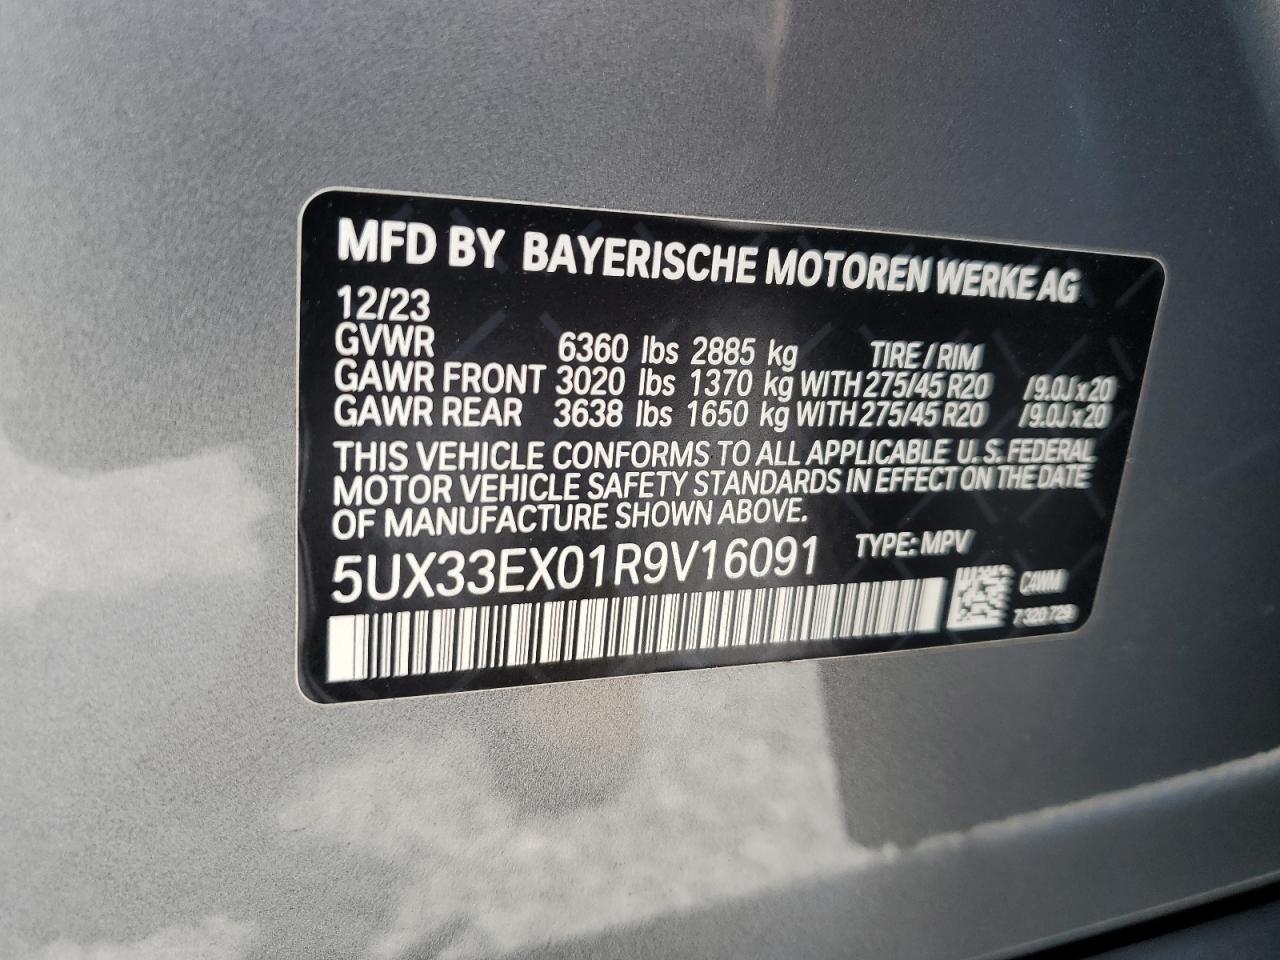 MFD BY BAYERISCHE MOTOREN WERKE AG
12/23
GVWR 6360 lbs 2885 kg TIRE / RIM
GAWR FRONT 3020 lbs 1370 kg WITH 275/45 R20 / 9.0J x 20
GAWR REAR 3638 lbs 1650 kg WITH 275/45 R20 / 9.0J x 20
THIS VEHICLE CONFORMS TO ALL APPLICABLE U. S. FEDERAL
MOTOR VEHICLE SAFETY STANDARDS IN EFFECT ON THE DATE
OF MANUFACTURE SHOWN ABOVE.
5UX33EX01R9V16091 TYPE: MPV
7 320 729